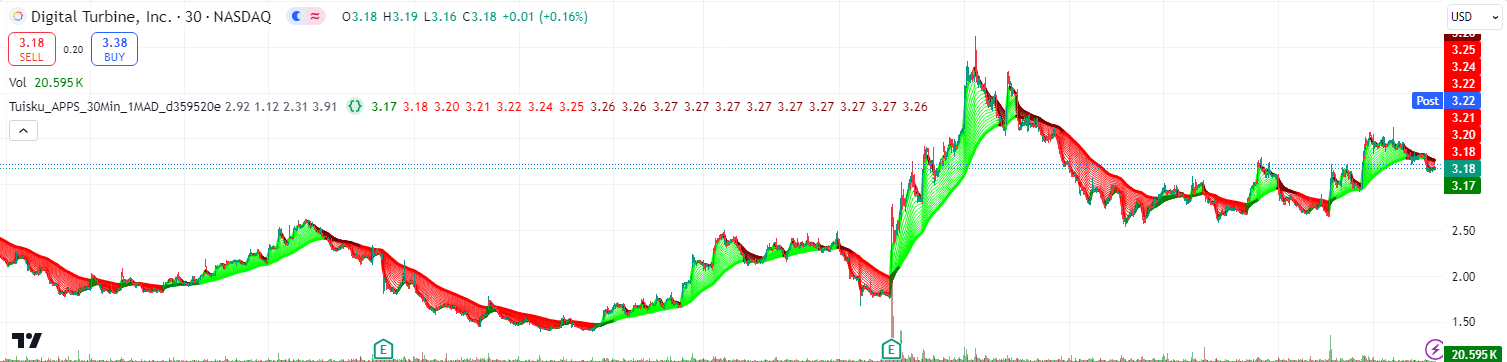 Digital Turbine, Inc. · 30 · NASDAQ O3.18 H3.19 L3.16 C3.18 +0.01 (+0.16%)
USD
3.18 SELL
0.20
3.38 BUY
Vol 20.595 K
Tuisku_APPS_30Min_1MAD_d359520e 2.92 1.12 2.31 3.91 {} 3.17 3.18 3.20 3.21 3.22 3.24 3.25 3.26 3.26 3.27 3.27 3.27 3.27 3.27 3.27 3.27 3.27 3.26
3.25
3.24
3.22
Post 3.22
3.21
3.20
3.18
3.18
3.17
2.50
2.00
1.50
E
E
20.595 K